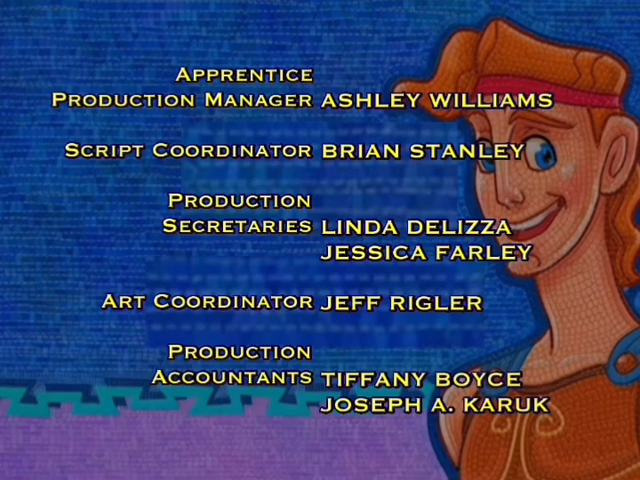 APPRENTICE
PRODUCTION MANAGER ASHLEY WILLIAMS
SCRIPT COORDINATOR BRIAN STANLEY
PRODUCTION
SECRETARIES LINDA DELIZZA
JESSICA FARLEY
ART COORDINATOR JEFF RIGLER
PRODUCTION
ACCOUNTANTS TIFFANY BOYCE
JOSEPH A. KARUK